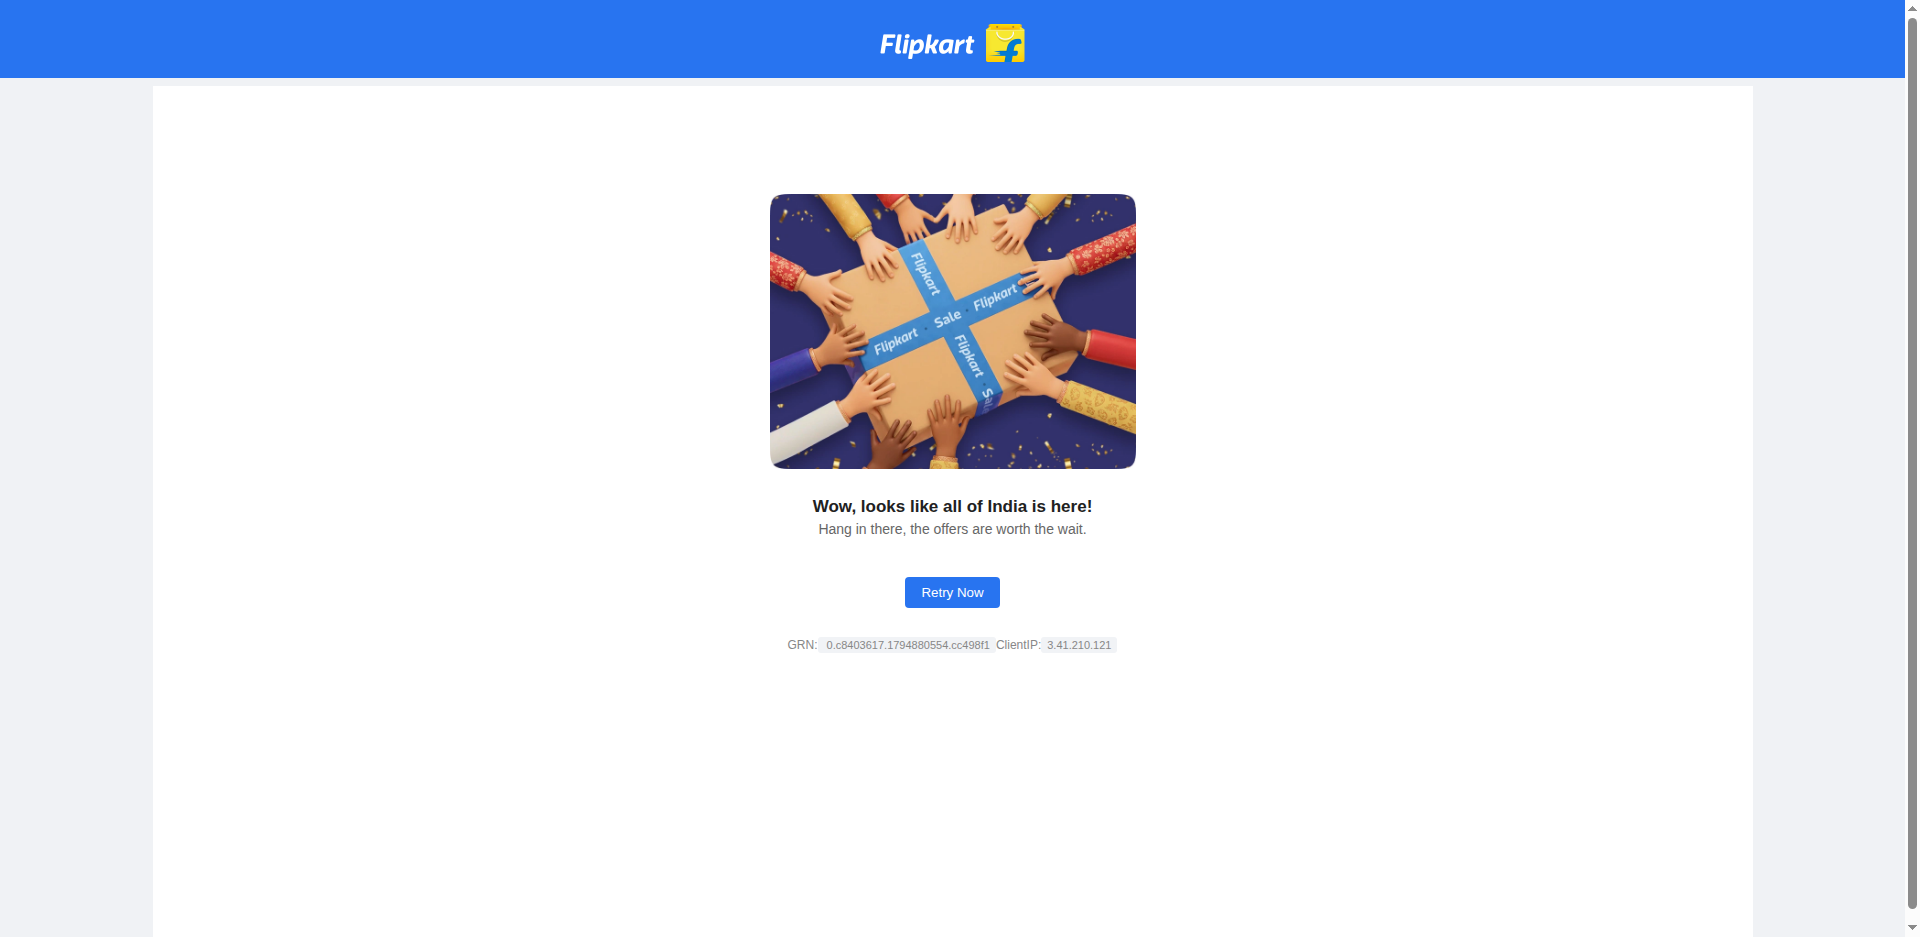 Flipkart
Flipkart
Flipkart · Sale · Flipkart
Flipkart · Sale
Wow, looks like all of India is here!
Hang in there, the offers are worth the wait.
Retry Now
GRN: 0.c8403617.1794880554.cc498f1 ClientIP: 3.41.210.121